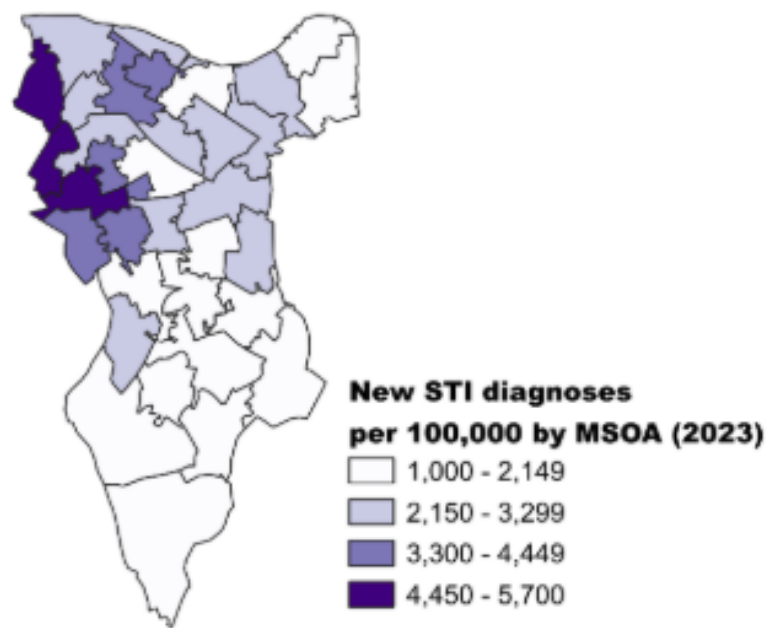 New STI diagnoses
per 100,000 by MSOA (2023)
1,000 - 2,149
2,150 - 3,299
3,300 - 4,449
4,450 - 5,700